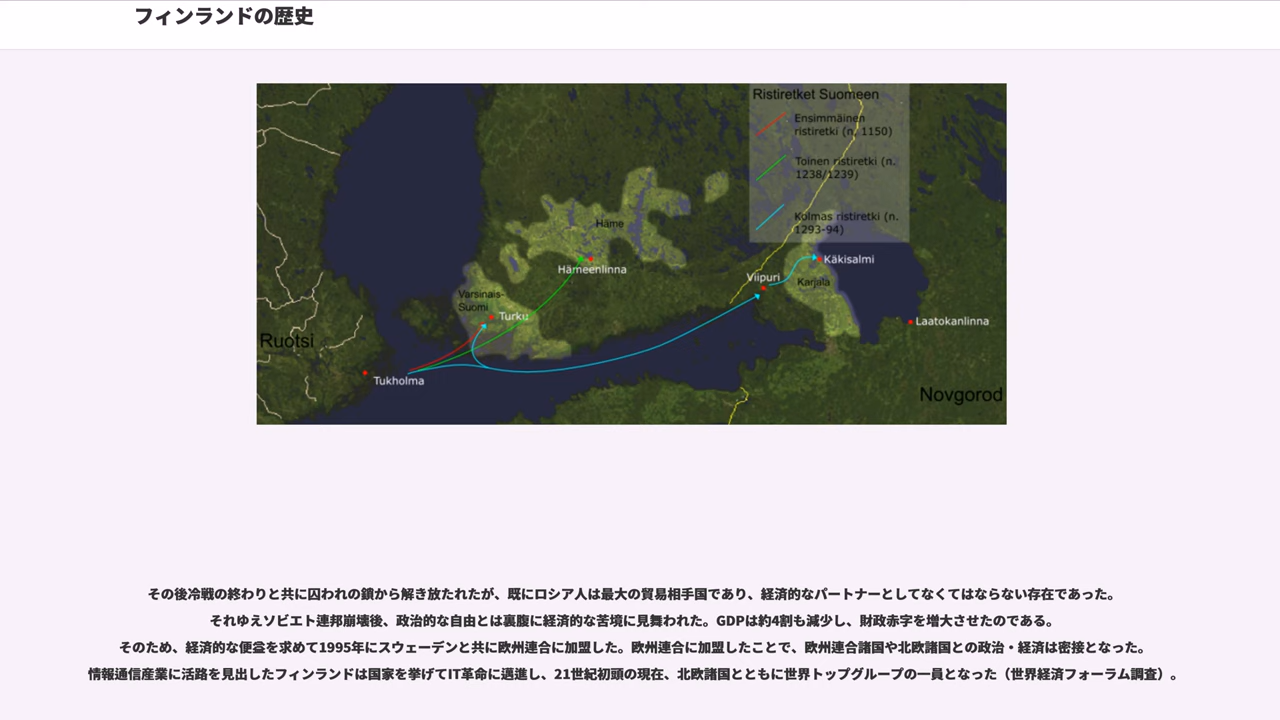 フィンランドの歴史
Ristiretket Suomeen
Ensimmäinen
ristiretki (n. 1150)
Toinen ristiretki (n.
1238/1239)
Kolmas ristiretki (n.
1293-94)
Häme
Hämeenlinna
Käkisalmi
Viipuri
Karjala
Varsinais-
Suomi
Turku
Laatokanlinna
Ruotsi
Tukholma
Novgorod
その後冷戦の終わりと共に囚われの鎖から解き放たれたが、既にロシア人は最大の貿易相手国であり、経済的なパートナーとしてなくてはならない存在であった。
それゆえソビエト連邦崩壊後、政治的な自由とは裏腹に経済的な苦境に見舞われた。GDPは約4割も減少し、財政赤字を増大させたのである。
そのため、経済的な便益を求めて1995年にスウェーデンと共に欧州連合に加盟した。欧州連合に加盟したことで、欧州連合諸国や北欧諸国との政治・経済は密接となった。
情報通信産業に活路を見出したフィンランドは国家を挙げてIT革命に邁進し、21世紀初頭の現在、北欧諸国とともに世界トップグループの一員となった（世界経済フォーラム調査）。